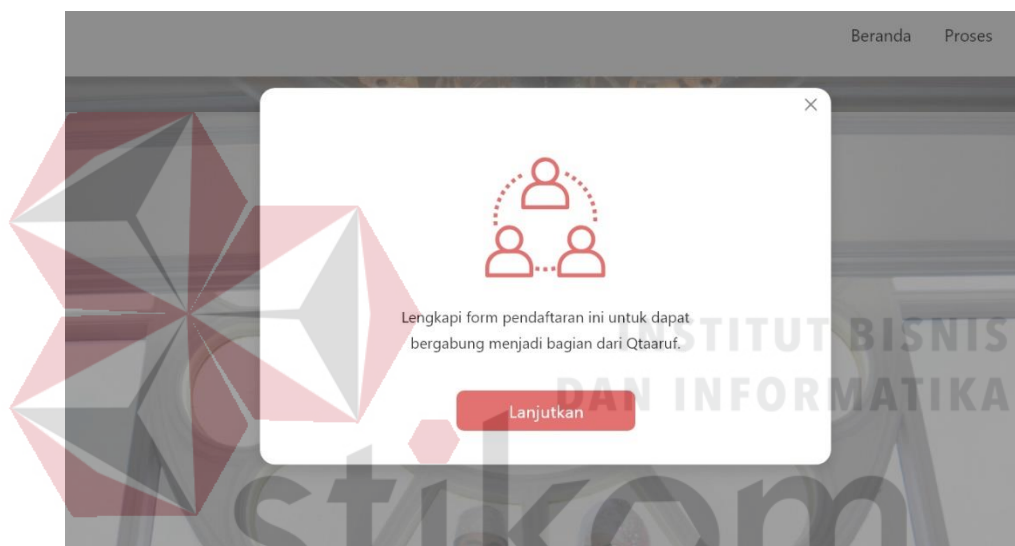 Beranda Proses
Lengkapi form pendaftaran ini untuk dapat
bergabung menjadi bagian dari Qtaaruf.
INSTITUT BISNIS
DAN INFORMATIKA
Lanjutkan
stikom